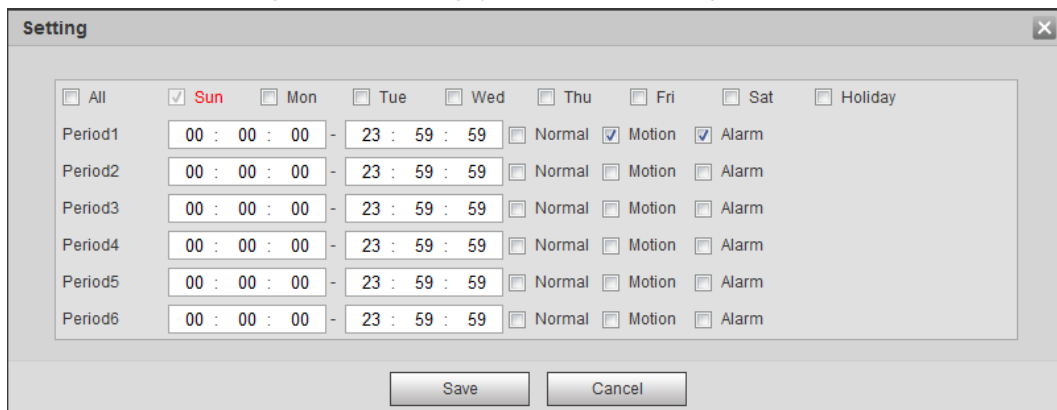 Setting
All Sun Mon Tue Wed Thu Fri Sat Holiday
Period1 00 : 00 : 00 - 23 : 59 : 59 Normal Motion Alarm
Period2 00 : 00 : 00 - 23 : 59 : 59 Normal Motion Alarm
Period3 00 : 00 : 00 - 23 : 59 : 59 Normal Motion Alarm
Period4 00 : 00 : 00 - 23 : 59 : 59 Normal Motion Alarm
Period5 00 : 00 : 00 - 23 : 59 : 59 Normal Motion Alarm
Period6 00 : 00 : 00 - 23 : 59 : 59 Normal Motion Alarm
Save Cancel